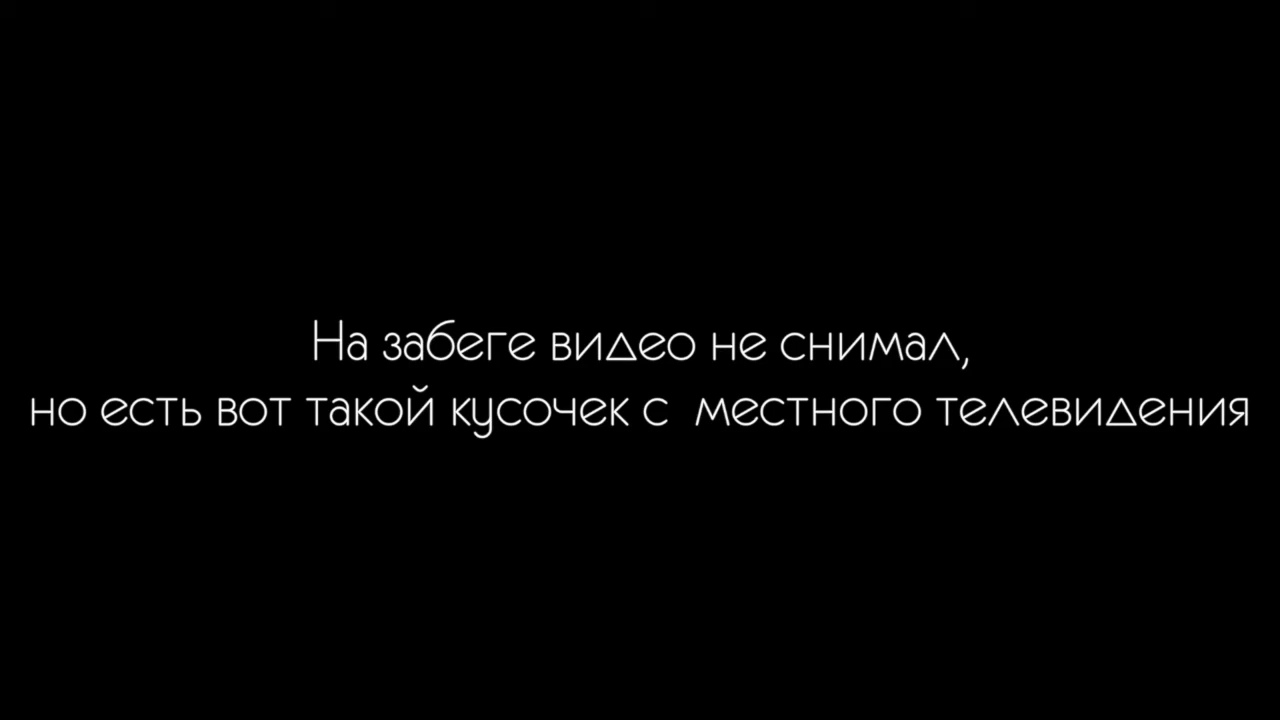 На забеге видео не снимал,
но есть вот такой кусочек с местного телевидения